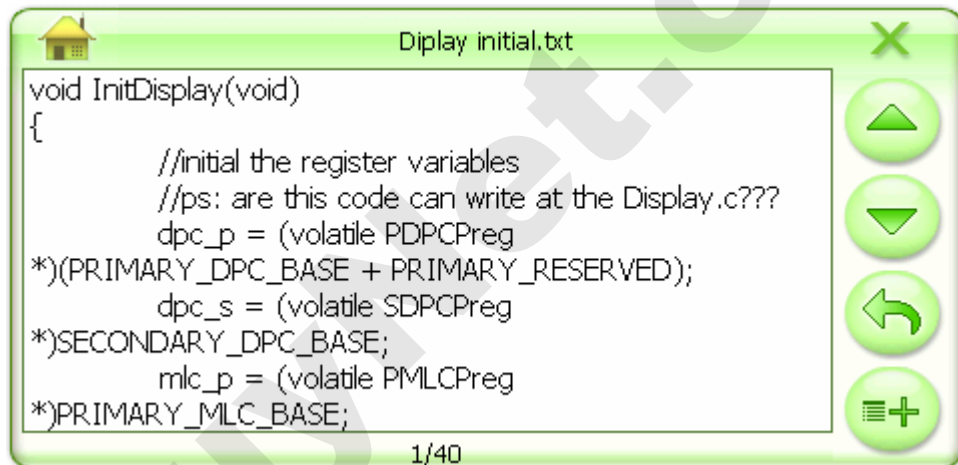 Diplay initial.txt
void InitDisplay(void)
{
//initial the register variables
//ps: are this code can write at the Display.c???
dpc_p = (volatile PDPCPreg
*)(PRIMARY_DPC_BASE + PRIMARY_RESERVED);
dpc_s = (volatile SDPCPreg
*)SECONDARY_DPC_BASE;
mlc_p = (volatile PMLCPreg
*)PRIMARY_MLC_BASE;
1/40